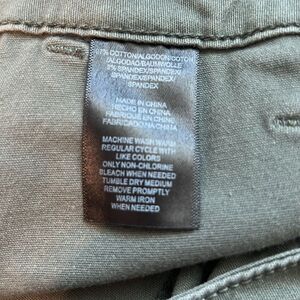 97% COTTON/ALGODON/COTON
/ALGODAO/BAUMWOLLE
3% SPANDEX/SPANDEX/
SPANDEX/SPANDEX/
SPANDEX
MADE IN CHINA
HECHO EN CHINA
FABRIQUE EN CHINE
FABRICADO NA CHINA
MACHINE WASH WARM
REGULAR CYCLE WITH
LIKE COLORS
ONLY NON-CHLORINE
BLEACH WHEN NEEDED
TUMBLE DRY MEDIUM
REMOVE PROMPTLY
WARM IRON
WHEN NEEDED